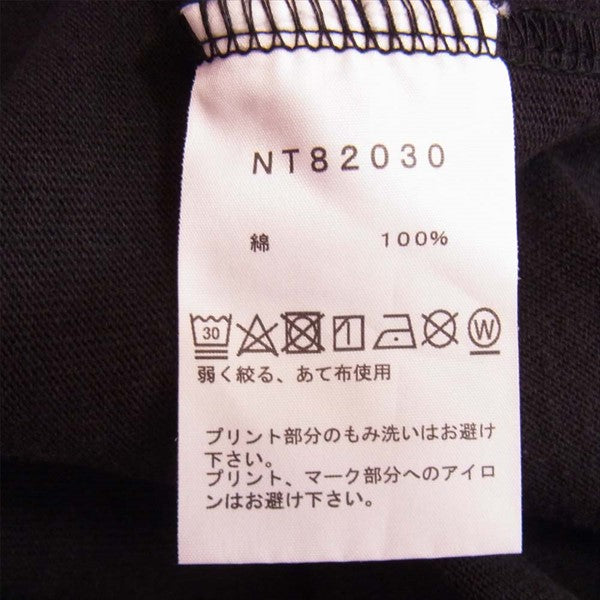 NT82030
綿 100%
30 W
弱く絞る、あて布使用
プリント部分のもみ洗いはお避け
下さい。
プリント、マーク部分へのアイロ
ンはお避け下さい。